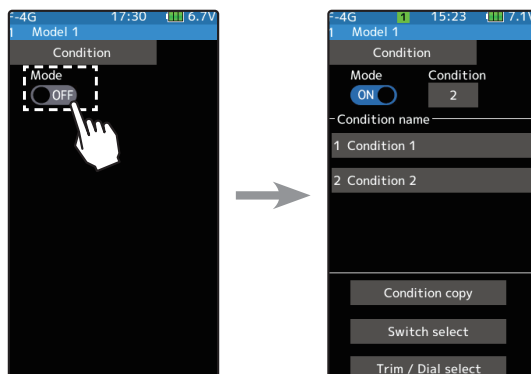 F-4G 17:30 6.7V
1 Model 1
Condition
Mode
OFF
F-4G 1 15:23 7.1V
1 Model 1
Condition
Mode Condition
ON 2
Condition name
1 Condition 1
2 Condition 2
Condition copy
Switch select
Trim / Dial select